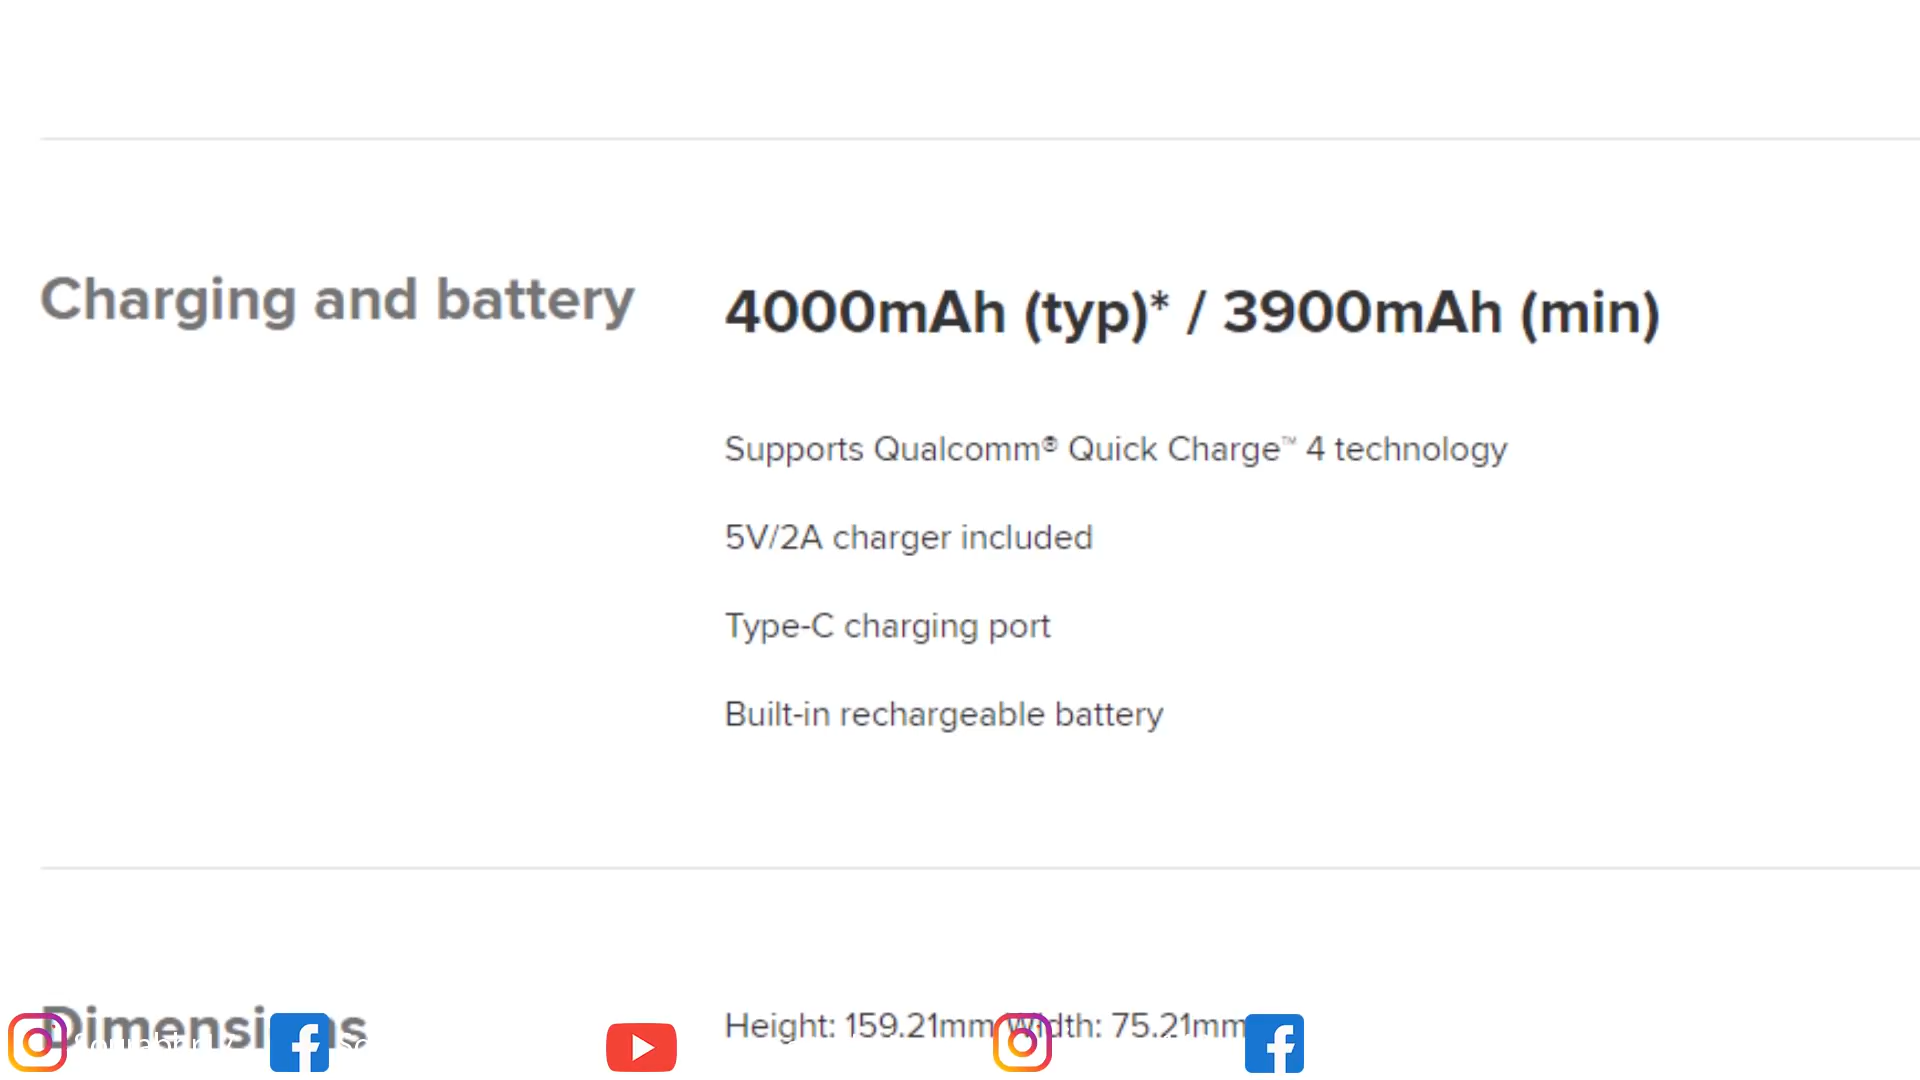 Charging and battery
4000mAh (typ)* / 3900mAh (min)
Supports Qualcomm® Quick Charge™ 4 technology
5V/2A charger included
Type-C charging port
Built-in rechargeable battery
Height: 159.21mm Width: 75.21mm